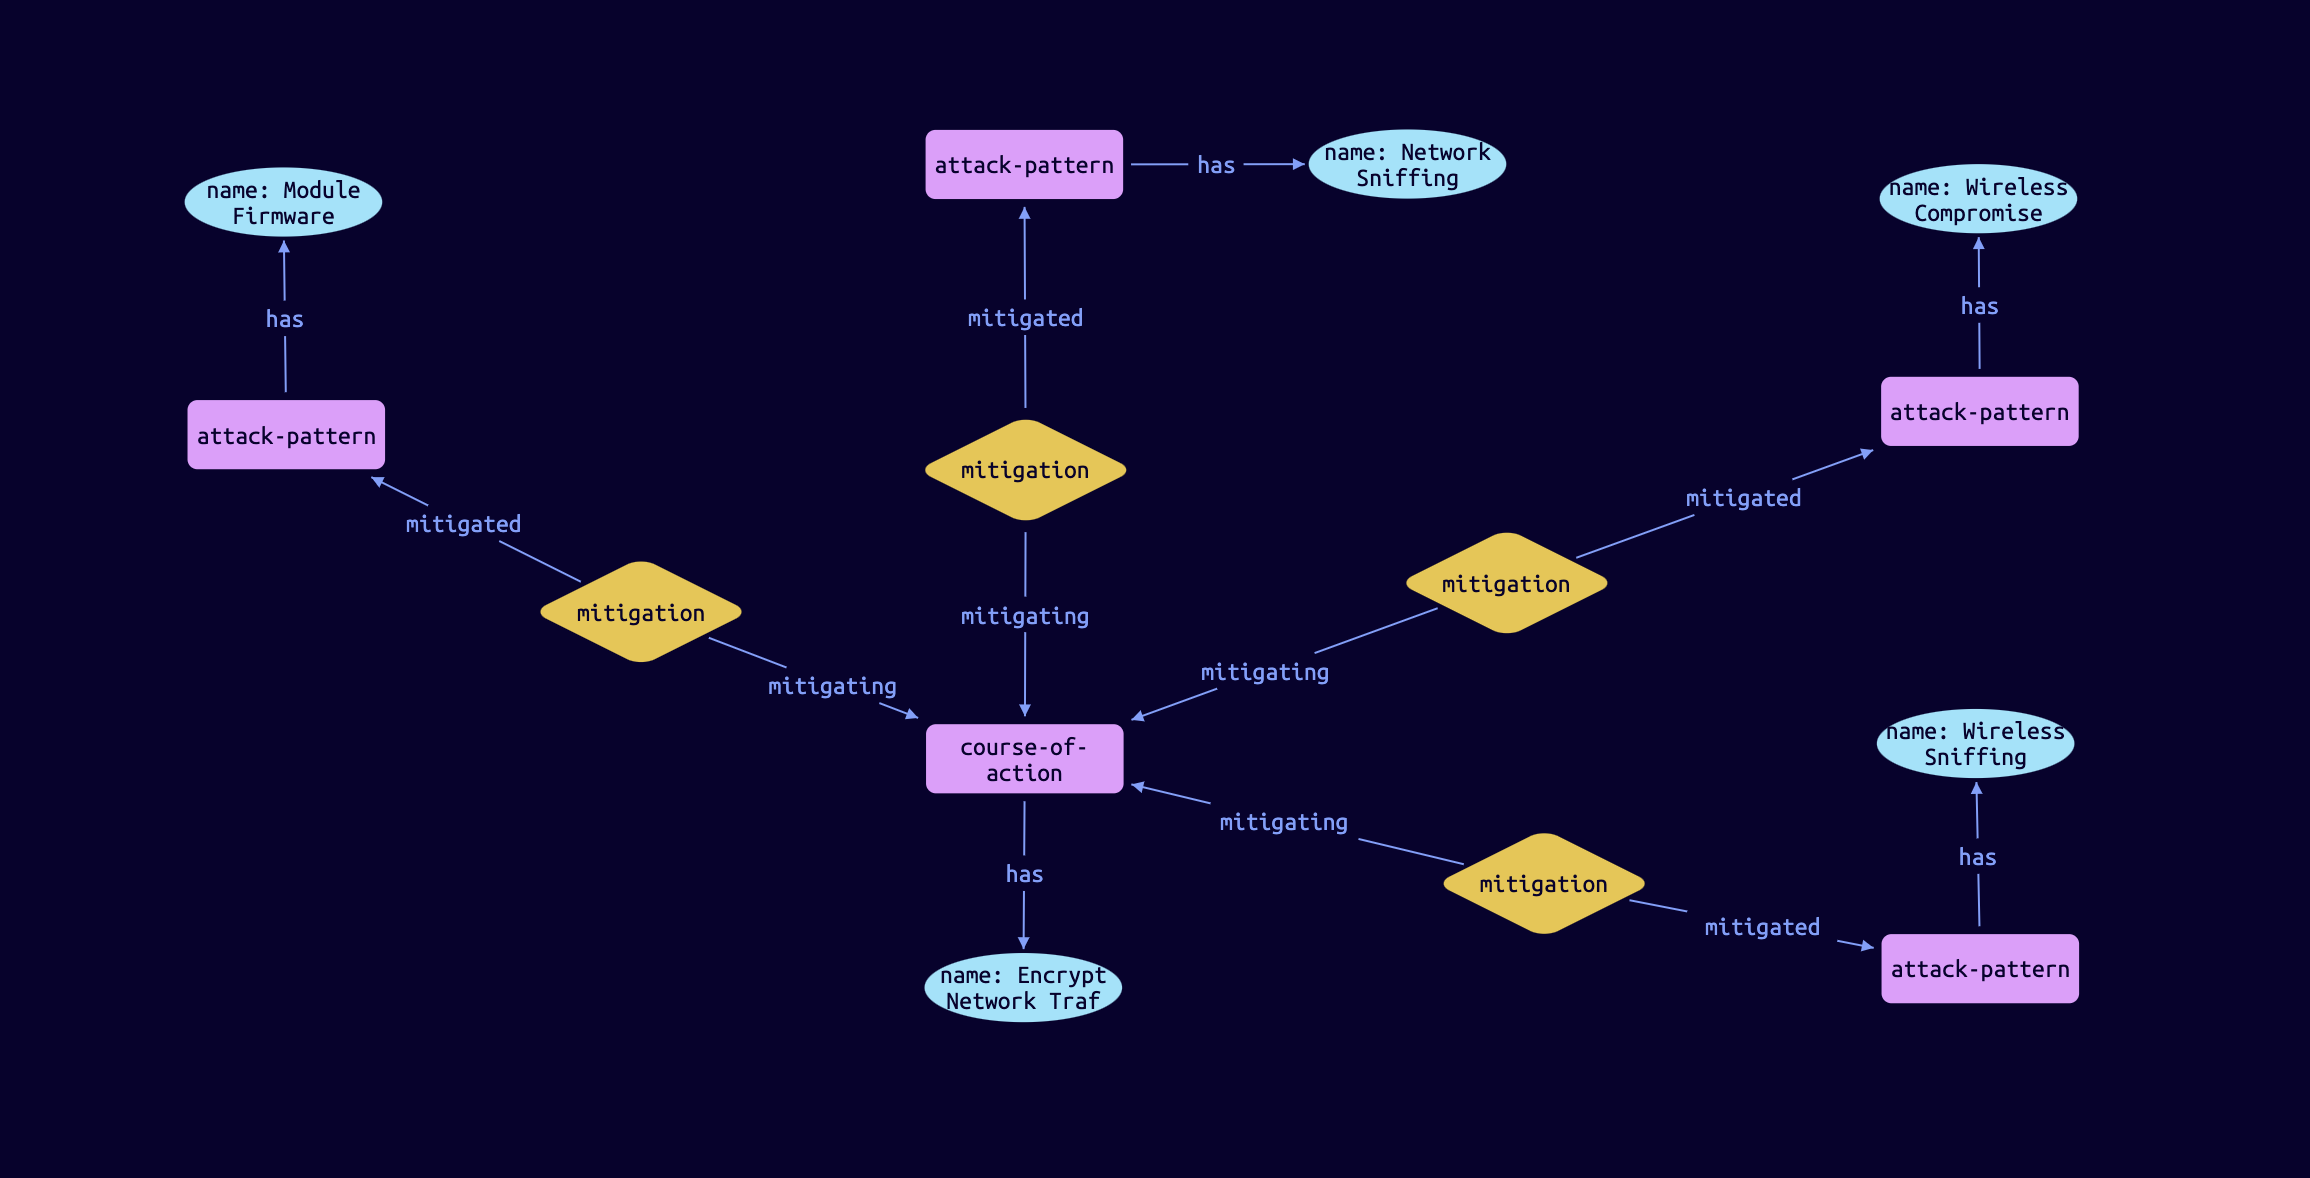 attack-pattern
has
name: Network
Sniffing
name: Module
Firmware
name: Wireless
Compromise
has
mitigated
has
attack-pattern
attack-pattern
mitigation
mitigated
mitigated
mitigation
mitigation
mitigating
mitigating
mitigating
course-of-
action
name: Wireless
Sniffing
mitigating
has
has
mitigation
mitigated
attack-pattern
name: Encrypt
Network Traf